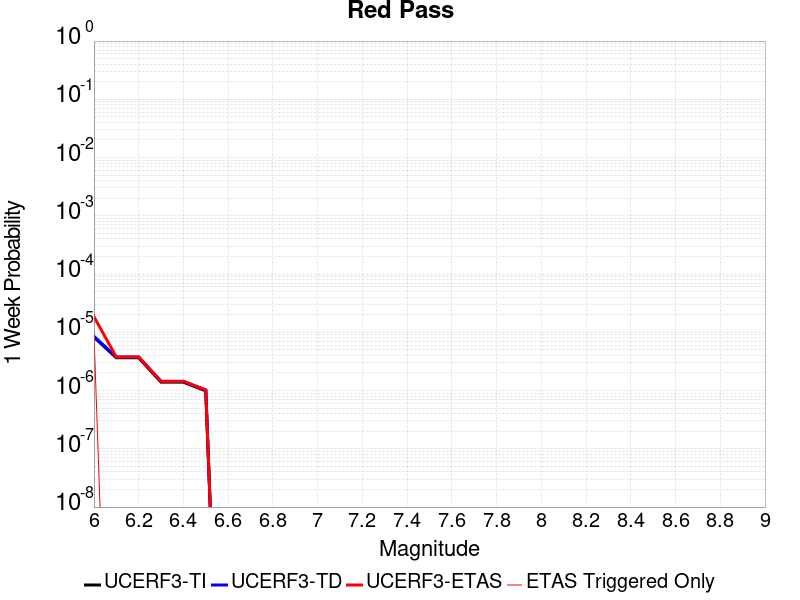 Red Pass
1 Week Probability
10^0
10^-1
10^-2
10^-3
10^-4
10^-5
10^-6
10^-7
10^-8
6 6.2 6.4 6.6 6.8 7 7.2 7.4 7.6 7.8 8 8.2 8.4 8.6 8.8 9
Magnitude
UCERF3-TI UCERF3-TD UCERF3-ETAS ETAS Triggered Only